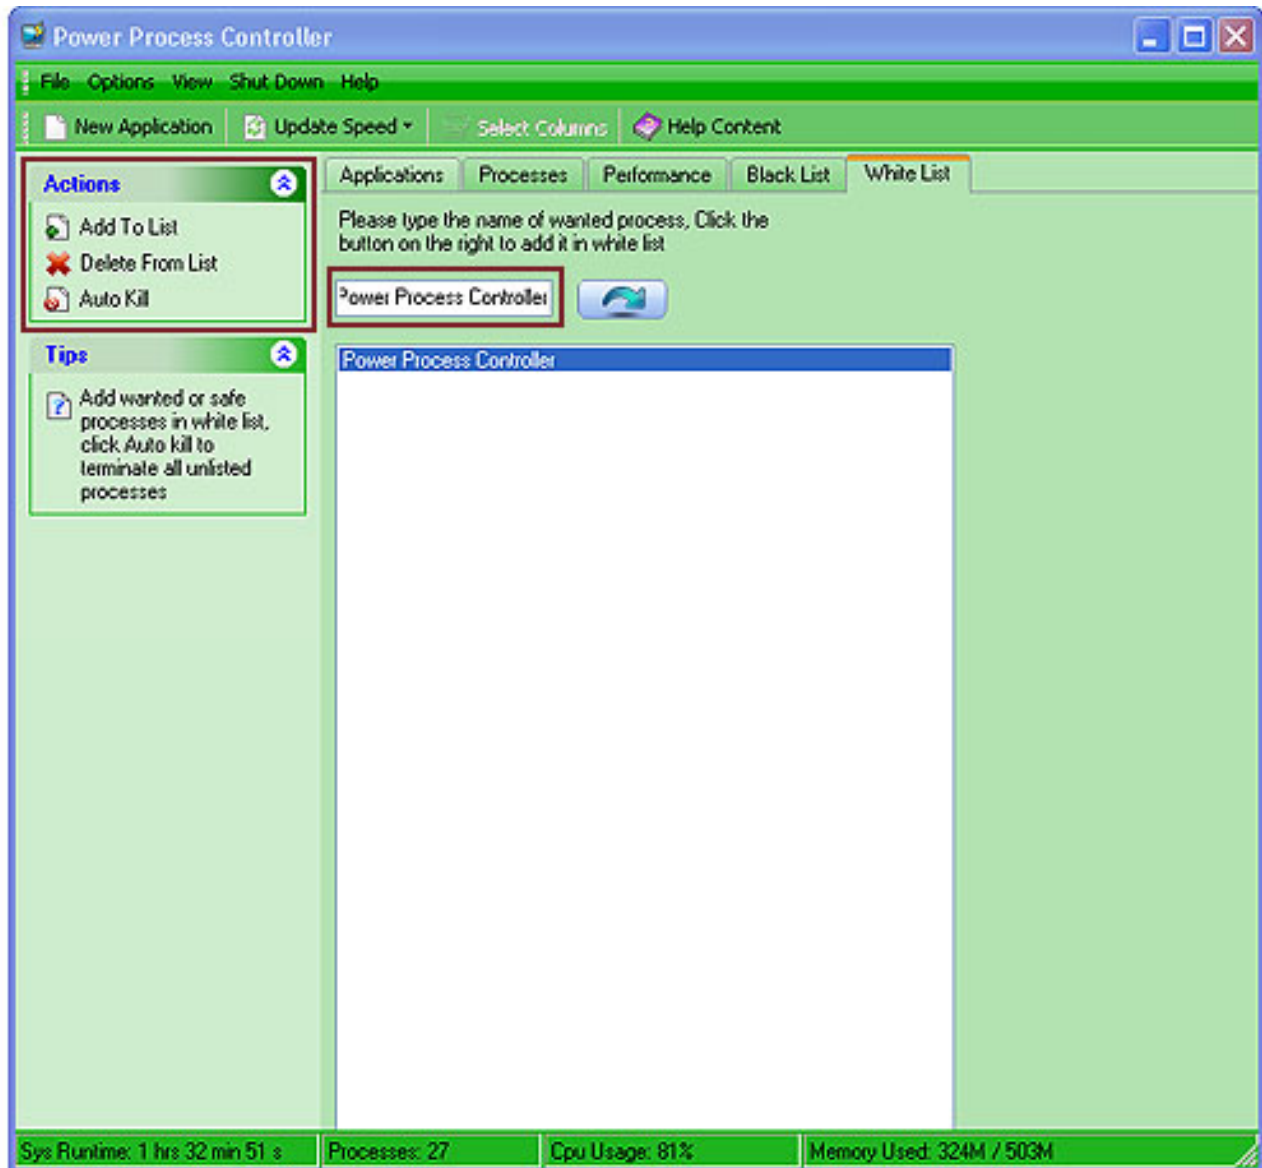 Power Process Controller
File Options View Shut Down Help
New Application Update Speed Select Columns Help Content
Actions
Add To List
Delete From List
Auto Kill
Tips
Add wanted or safe
processes in white list,
click Auto kill to
terminate all unlisted
processes
Applications Processes Performance Black List White List
Please type the name of wanted process, Click the
button on the right to add it in white list
Power Process Controller
Power Process Controller
Sys Runtime: 1 hrs 32 min 51 s Processes: 27 Cpu Usage: 81% Memory Used: 324M / 503M